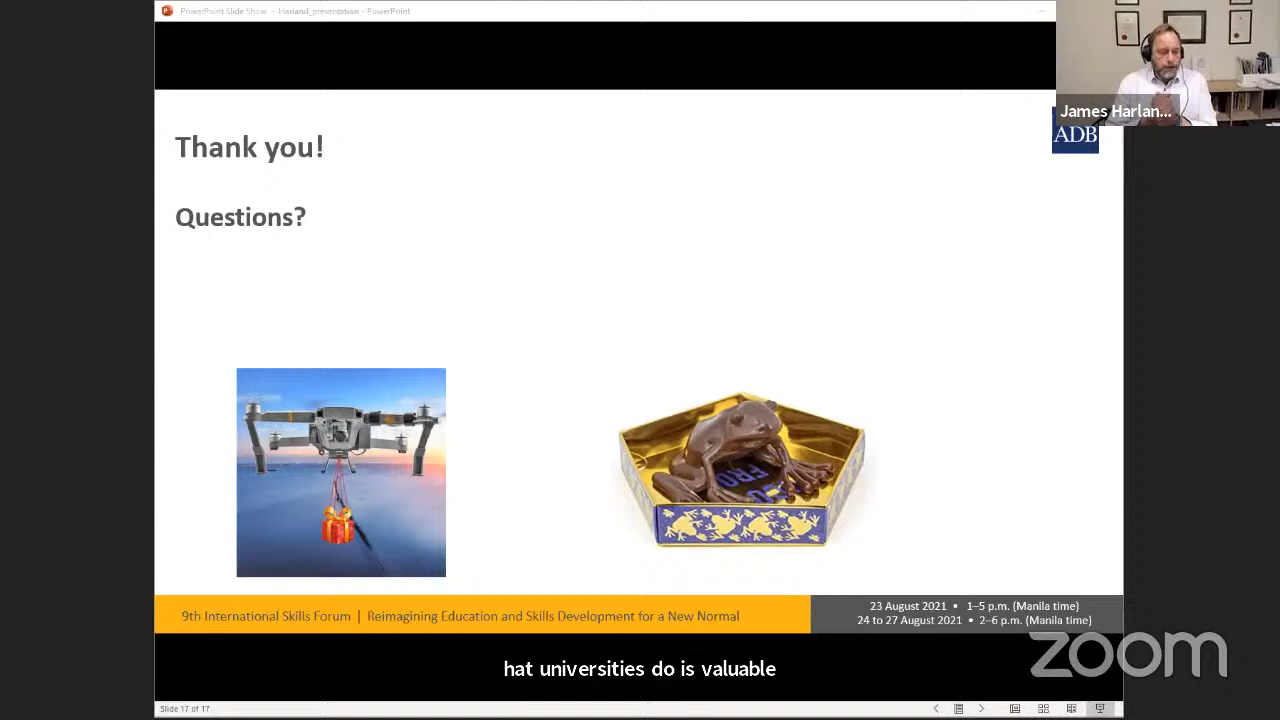 PowerPoint Slide Show - Harland_presentation - PowerPoint
James Harlan...
ADB
Thank you!
Questions?
FRO
9th International Skills Forum | Reimagining Education and Skills Development for a New Normal
23 August 2021 • 1–5 p.m. (Manila time)
24 to 27 August 2021 • 2–6 p.m. (Manila time)
zoom
hat universities do is valuable
Slide 17 of 17